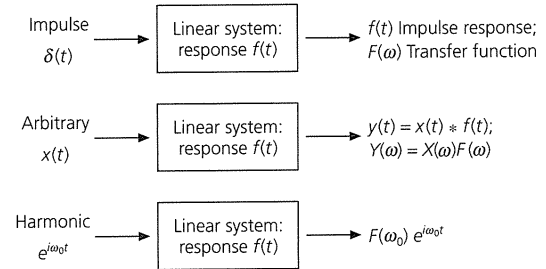 Impulse
δ(t)
Linear system:
response f(t)
f(t) Impulse response;
F(ω) Transfer function
Arbitrary
x(t)
Linear system:
response f(t)
y(t) = x(t) * f(t);
Y(ω) = X(ω)F(ω)
Harmonic
e^{iω₀t}
Linear system:
response f(t)
F(ω₀) e^{iω₀t}